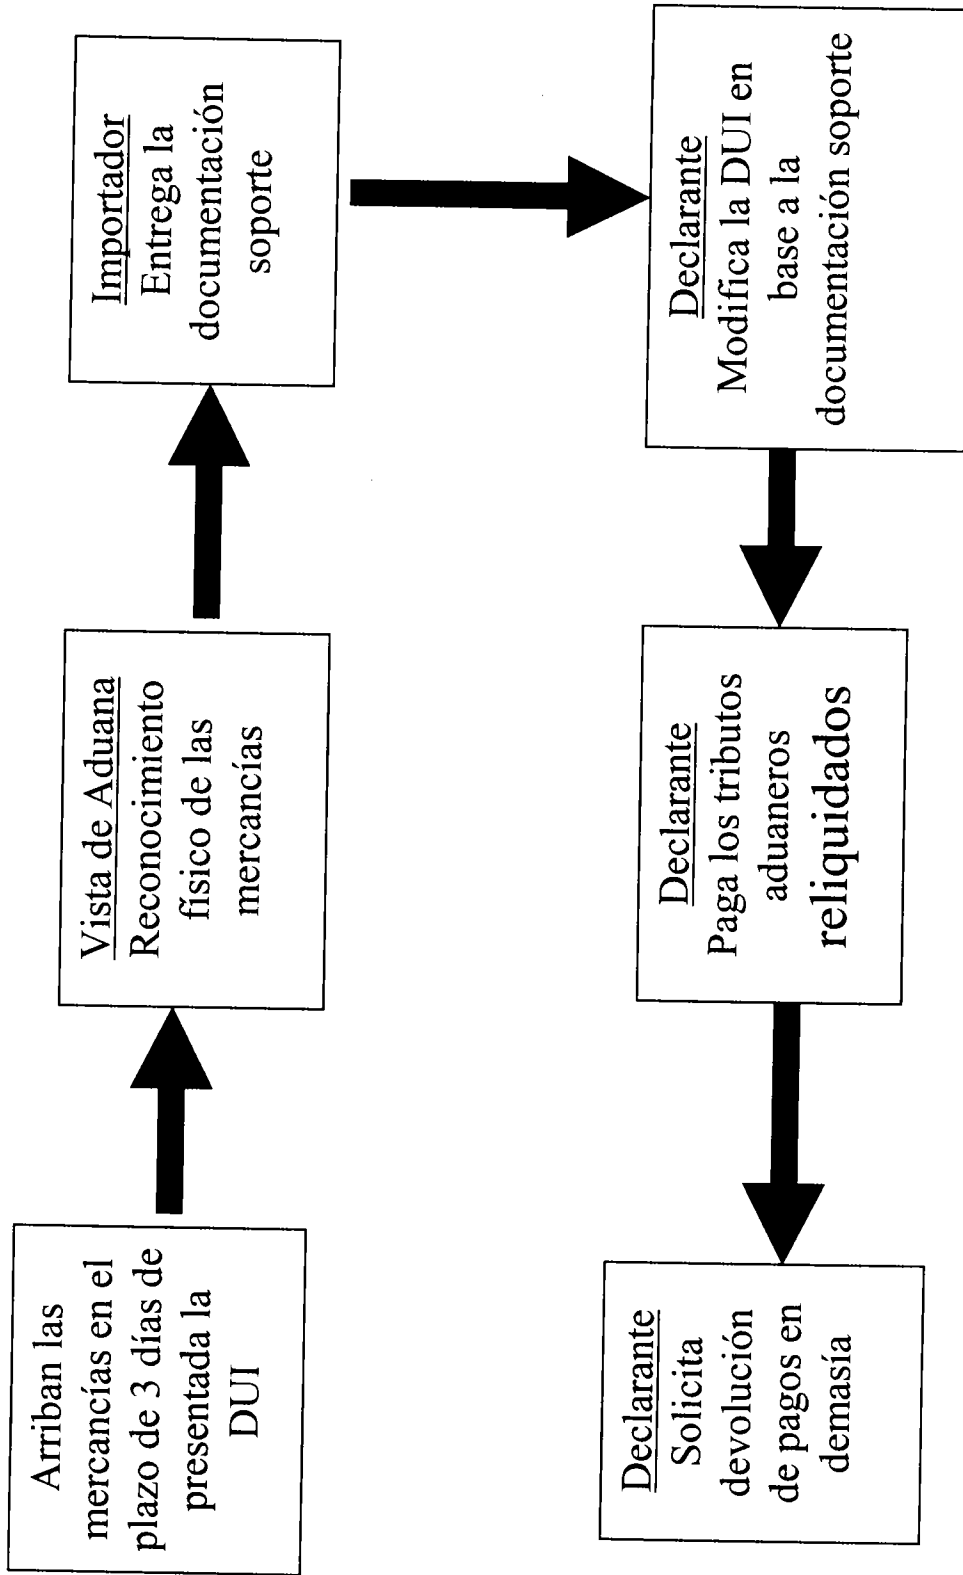 Arriban las
mercancías en el
plazo de 3 días de
presentada la
DUI
Vista de Aduana
Reconocimiento
físico de las
mercancías
Importador
Entrega la
documentación
soporte
Declarante
Modifica la DUI en
base a la
documentación soporte
Declarante
Paga los tributos
aduaneros
reliquidados
Declarante
Solicita
devolución
de pagos en
demasía